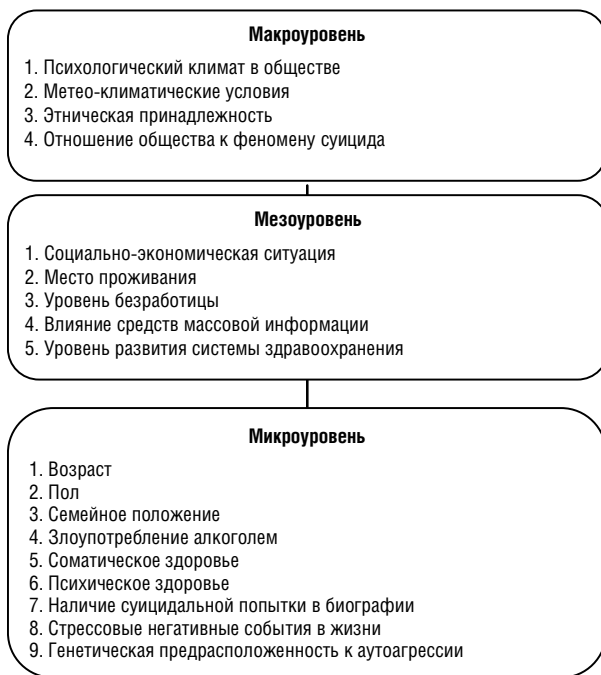 Макроуровень
1. Психологический климат в обществе
2. Метео-климатические условия
3. Этническая принадлежность
4. Отношение общества к феномену суицида
Мезоуровень
1. Социально-экономическая ситуация
2. Место проживания
3. Уровень безработицы
4. Влияние средств массовой информации
5. Уровень развития системы здравоохранения
Микроуровень
1. Возраст
2. Пол
3. Семейное положение
4. Злоупотребление алкоголем
5. Соматическое здоровье
6. Психическое здоровье
7. Наличие суицидальной попытки в биографии
8. Стрессовые негативные события в жизни
9. Генетическая предрасположенность к аутоагрессии